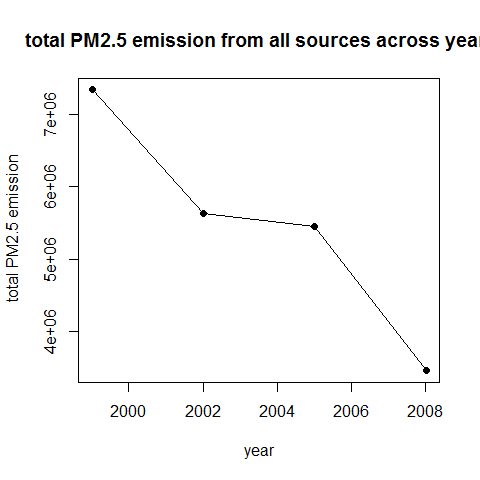 total PM2.5 emission from all sources across year
total PM2.5 emission
7e+06
6e+06
5e+06
4e+06
2000 2002 2004 2006 2008
year